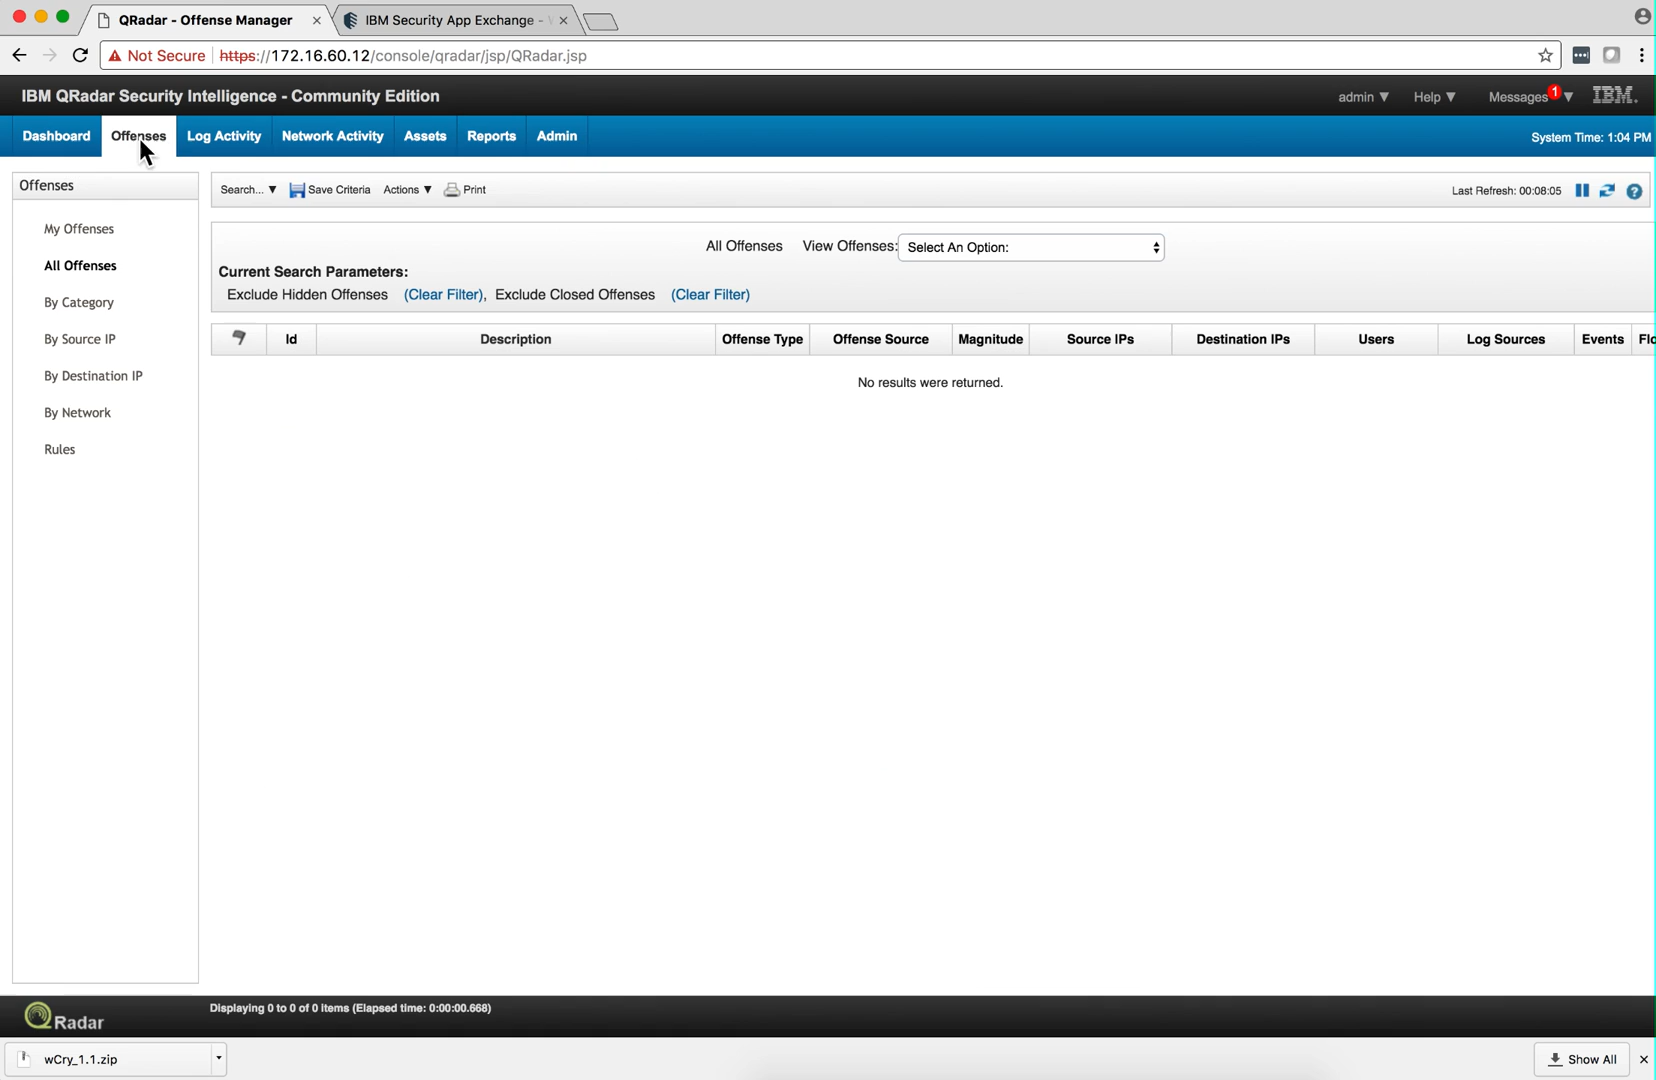 QRadar - Offense Manager
IBM Security App Exchange -
Not Secure https://172.16.60.12/console/qradar/jsp/QRadar.jsp
IBM QRadar Security Intelligence - Community Edition
admin ▼ Help ▼ Messages 1 ▼ IBM.
Dashboard Offenses Log Activity Network Activity Assets Reports Admin
System Time: 1:04 PM
Offenses
My Offenses
All Offenses
By Category
By Source IP
By Destination IP
By Network
Rules
Search... ▼ Save Criteria Actions ▼ Print
Last Refresh: 00:08:05
All Offenses View Offenses: Select An Option:
Current Search Parameters:
Exclude Hidden Offenses (Clear Filter), Exclude Closed Offenses (Clear Filter)
Id Description Offense Type Offense Source Magnitude Source IPs Destination IPs Users Log Sources Events
No results were returned.
QRadar
Displaying 0 to 0 of 0 items (Elapsed time: 0:00:00.668)
wCry_1.1.zip
Show All